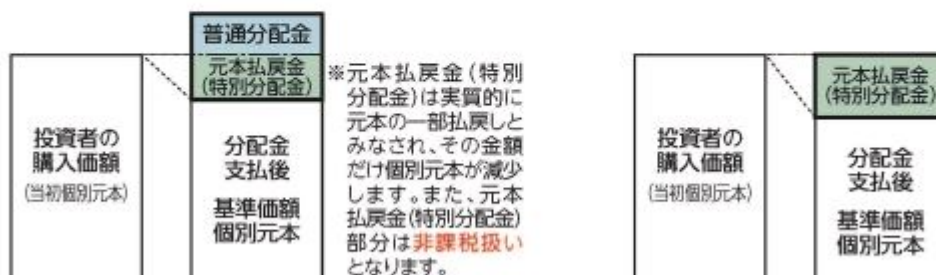 普通分配金
元本払戻金
(特別分配金)
投資者の
購入価額
(当初個別元本)
分配金
支払後
基準価額
個別元本
※元本払戻金(特別
分配金)は実質的に
元本の一部払戻しと
みなされ、その金額
だけ個別元本が減少
します。また、元本
払戻金(特別分配金)
部分は非課税扱い
となります。
投資者の
購入価額
(当初個別元本)
元本払戻金
(特別分配金)
分配金
支払後
基準価額
個別元本